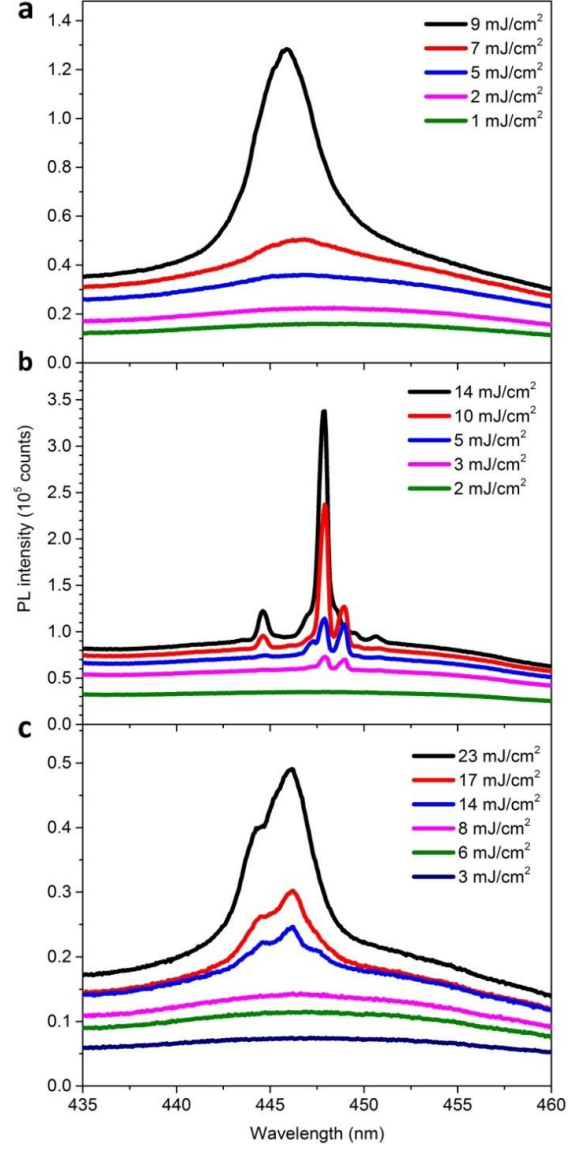 a
1.4
1.2
1.0
0.8
0.6
0.4
0.2
0.0
9 mJ/cm²
7 mJ/cm²
5 mJ/cm²
2 mJ/cm²
1 mJ/cm²
b
3.5
3.0
2.5
2.0
1.5
1.0
0.5
0.0
14 mJ/cm²
10 mJ/cm²
5 mJ/cm²
3 mJ/cm²
2 mJ/cm²
PL intensity (10⁵ counts)
c
0.5
0.4
0.3
0.2
0.1
0.0
23 mJ/cm²
17 mJ/cm²
14 mJ/cm²
8 mJ/cm²
6 mJ/cm²
3 mJ/cm²
435 440 445 450 455 460
Wavelength (nm)